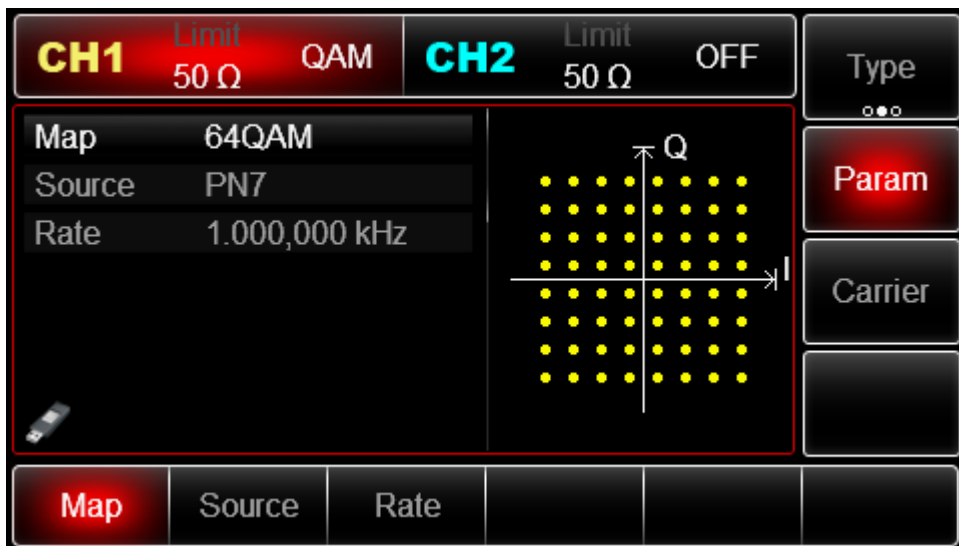 CH1 Limit 50 Ω QAM CH2 Limit 50 Ω OFF
Type
Map 64QAM
Source PN7
Rate 1.000,000 kHz
Q
I
Param
Carrier
Map Source Rate